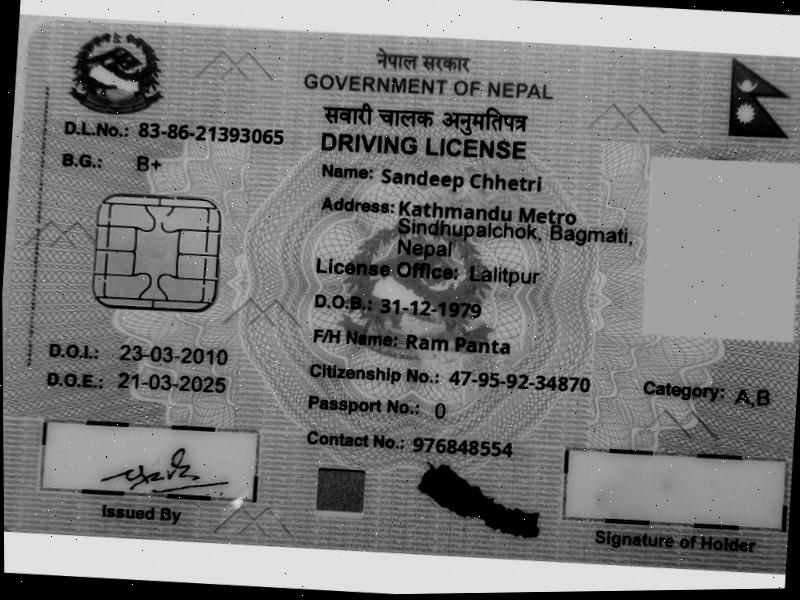 नेपाल सरकार
GOVERNMENT OF NEPAL
सवारी चालक अनुमतिपत्र
DRIVING LICENSE
D.L.No.: 83-86-21393065
B.G.: B+
Name: Sandeep Chhetri
Address: Kathmandu Metro
Sindhupalchok, Bagmati,
Nepal
License Office: Lalitpur
D.O.B.: 31-12-1979
F/H Name: Ram Panta
D.O.I.: 23-03-2010
D.O.E.: 21-03-2025
Citizenship No.: 47-95-92-34870
Category: A,B
Passport No.: 0
Contact No.: 976848554
Issued By
Signature of Holder